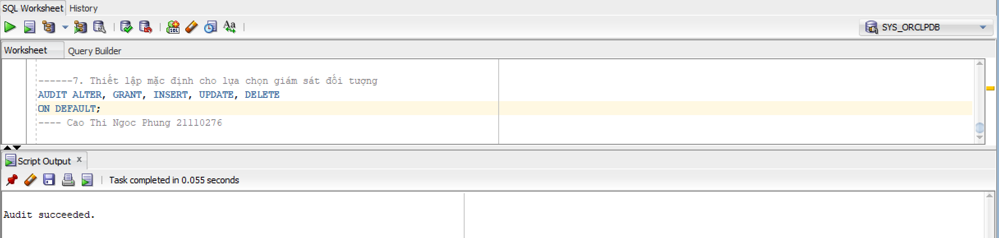 SQL Worksheet History
SQL Aa
SYS_ORCLPDB
Worksheet Query Builder
------7. Thiết lập mặc định cho lựa chọn giám sát đối tượng
AUDIT ALTER, GRANT, INSERT, UPDATE, DELETE
ON DEFAULT;
---- Cao Thi Ngoc Phung 21110276
Script Output x
Task completed in 0.055 seconds
Audit succeeded.